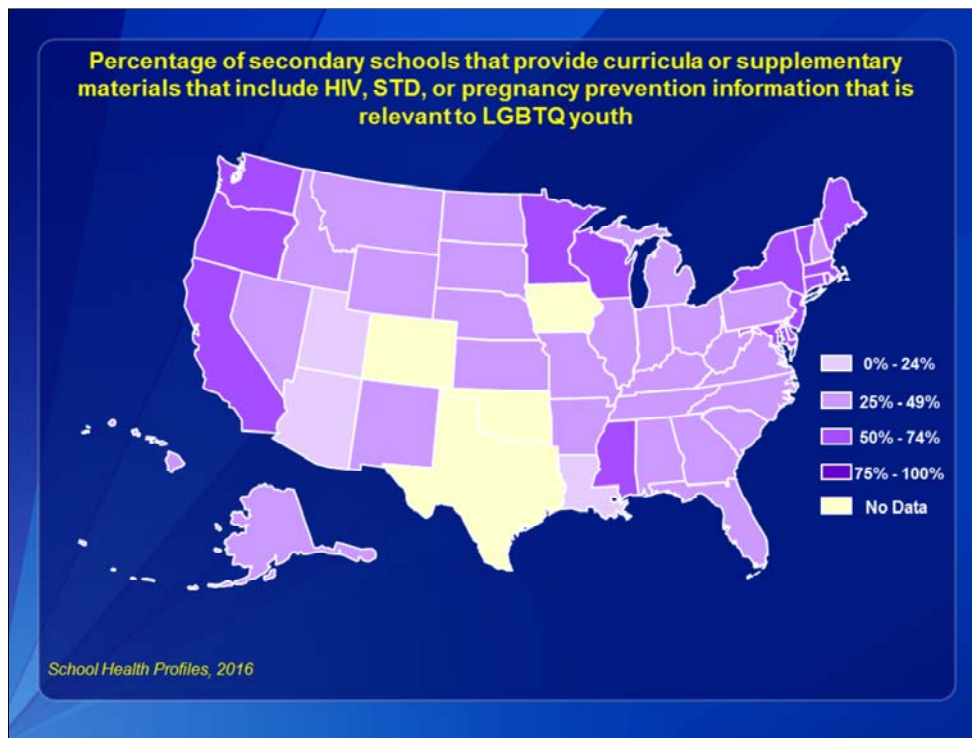 Percentage of secondary schools that provide curricula or supplementary
materials that include HIV, STD, or pregnancy prevention information that is
relevant to LGBTQ youth
0% - 24%
25% - 49%
50% - 74%
75% - 100%
No Data
School Health Profiles, 2016